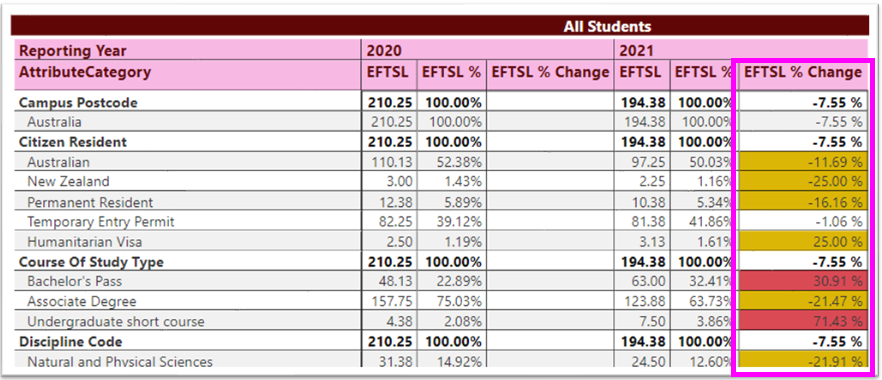 All Students
Reporting Year 2020 2021
AttributeCategory EFTSL EFTSL % EFTSL % Change EFTSL EFTSL % EFTSL % Change
Campus Postcode 210.25 100.00% 194.38 100.00% -7.55 %
Australia 210.25 100.00% 194.38 100.00% -7.55 %
Citizen Resident 210.25 100.00% 194.38 100.00% -7.55 %
Australian 110.13 52.38% 97.25 50.03% -11.69 %
New Zealand 3.00 1.43% 2.25 1.16% -25.00 %
Permanent Resident 12.38 5.89% 10.38 5.34% -16.16 %
Temporary Entry Permit 82.25 39.12% 81.38 41.86% -1.06 %
Humanitarian Visa 2.50 1.19% 3.13 1.61% 25.00 %
Course Of Study Type 210.25 100.00% 194.38 100.00% -7.55 %
Bachelor's Pass 48.13 22.89% 63.00 32.41% 30.91 %
Associate Degree 157.75 75.03% 123.88 63.73% -21.47 %
Undergraduate short course 4.38 2.08% 7.50 3.86% 71.43 %
Discipline Code 210.25 100.00% 194.38 100.00% -7.55 %
Natural and Physical Sciences 31.38 14.92% 24.50 12.60% -21.91 %